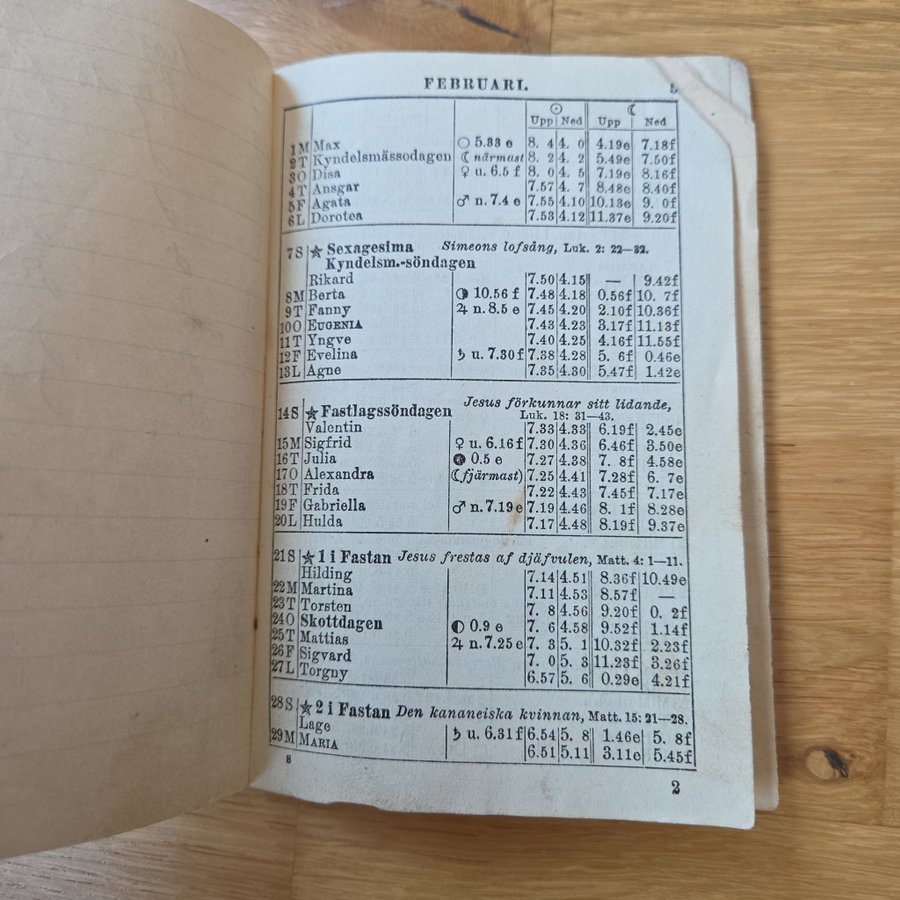 FEBRUARI. 5
☉ ☾
Upp Ned Upp Ned
1 M Max ○ 5.33 e 8. 4 4. 0 4.19e 7.18f
2 T Kyndelsmässodagen ☾närmast 8. 2 4. 2 5.49e 7.50f
3 O Disa ♀ u. 6.5 f 8. 0 4. 5 7.19e 8.16f
4 T Ansgar 7.57 4. 7 8.48e 8.40f
5 F Agata ♂ n. 7.4 e 7.55 4.10 10.13e 9. 0f
6 L Dorotea 7.53 4.12 11.37e 9.20f
7 S ★ Sexagesima Simeons lofsång, Luk. 2: 22—32.
Kyndelsm.-söndagen
Rikard 7.50 4.15 — 9.42f
8 M Berta ◑ 10.56 f 7.48 4.18 0.56f 10. 7f
9 T Fanny ♃ n. 8.5 e 7.45 4.20 2.10f 10.36f
10 O EUGENIA 7.43 4.23 3.17f 11.13f
11 T Yngve 7.40 4.25 4.16f 11.55f
12 F Evelina ♄ u. 7.30 f 7.38 4.28 5. 6f 0.46e
13 L Agne 7.35 4.30 5.47f 1.42e
14 S ★ Fastlagssöndagen Jesus förkunnar sitt lidande,
Luk. 18: 31—43.
Valentin 7.33 4.33 6.19f 2.45e
15 M Sigfrid ♀ u. 6.16 f 7.30 4.36 6.46f 3.50e
16 T Julia ● 0.5 e 7.27 4.38 7. 8f 4.58e
17 O Alexandra ☾fjärmast) 7.25 4.41 7.28f 6. 7e
18 T Frida 7.22 4.43 7.45f 7.17e
19 F Gabriella ♂ n. 7.19 e 7.19 4.46 8. 1f 8.28e
20 L Hulda 7.17 4.48 8.19f 9.37e
21 S ★ 1 i Fastan Jesus frestas af djäfvulen, Matt. 4: 1—11.
Hilding 7.14 4.51 8.36f 10.49e
22 M Martina 7.11 4.53 8.57f —
23 T Torsten 7. 8 4.56 9.20f 0. 2f
24 O Skottdagen ◐ 0.9 e 7. 6 4.58 9.52f 1.14f
25 T Mattias ♃ n. 7.25 e 7. 3 5. 1 10.32f 2.23f
26 F Sigvard 7. 0 5. 3 11.23f 3.26f
27 L Torgny 6.57 5. 6 0.29e 4.21f
28 S ★ 2 i Fastan Den kananeiska kvinnan, Matt. 15: 21—28.
Lage ♄ u. 6.31 f 6.54 5. 8 1.46e 5. 8f
29 M MARIA 6.51 5.11 3.11e 5.45f
2